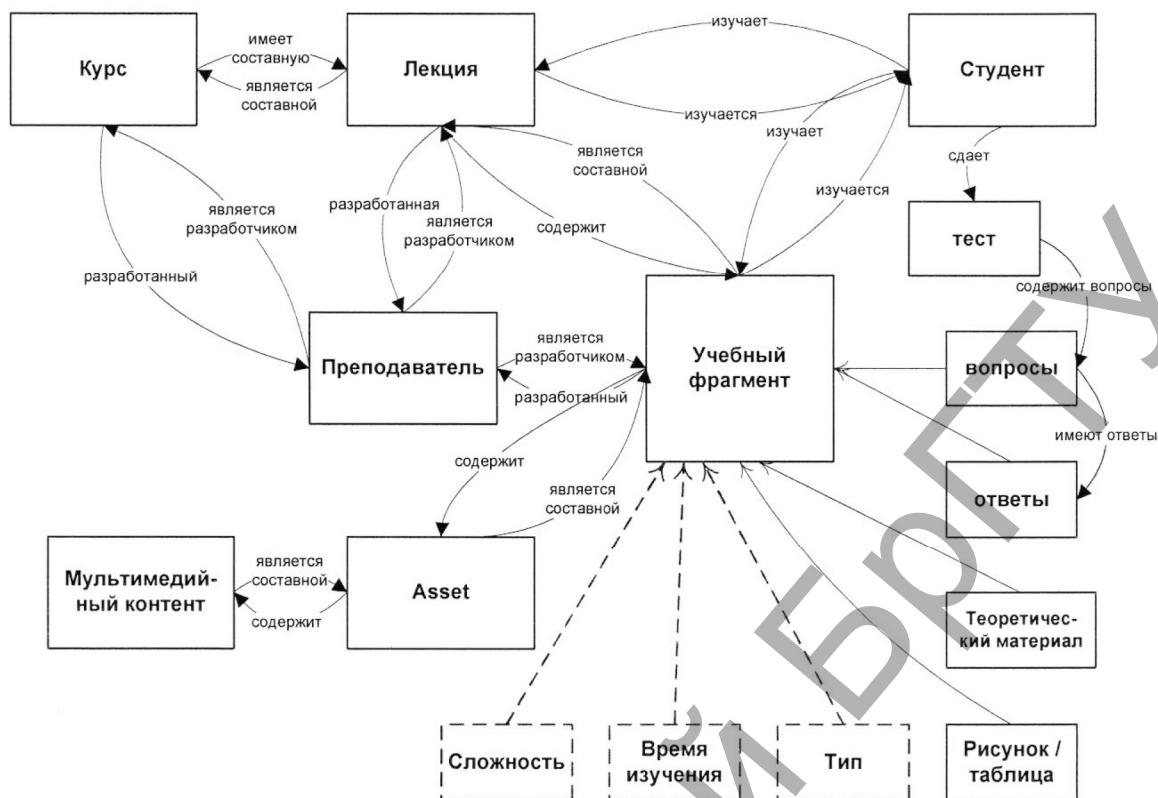 изучает
имеет
составную
Курс
Лекция
Студент
является
составной
изучается
изучает
сдает
является
составной
изучается
является
разработчиком
разработанная
является
разработчиком
содержит
тест
разработанный
содержит вопросы
Преподаватель
является
разработчиком
разработанный
Учебный
фрагмент
вопросы
имеют ответы
содержит
является
составной
ответы
Мультимедий-
ный контент
является
составной
содержит
Asset
Теоретичес-
кий материал
Сложность
Время
изучения
Тип
Рисунок /
таблица
й БрГТУ